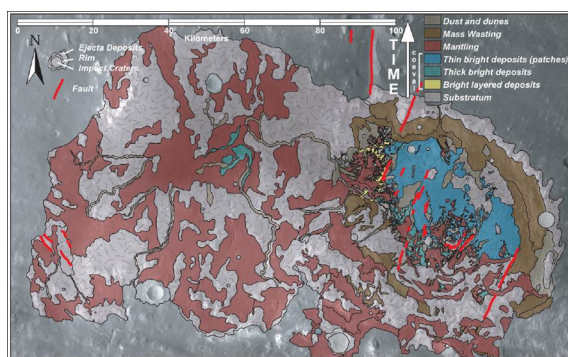 0 20 40 60 80 100
Kilometers
N
Ejecta Deposits
Rim
Impact Craters
Fault
TIME
coeval
Dust and dunes
Mass Wasting
Mantling
Thin bright deposits (patches)
Thick bright deposits
Bright layered deposits
Substratum